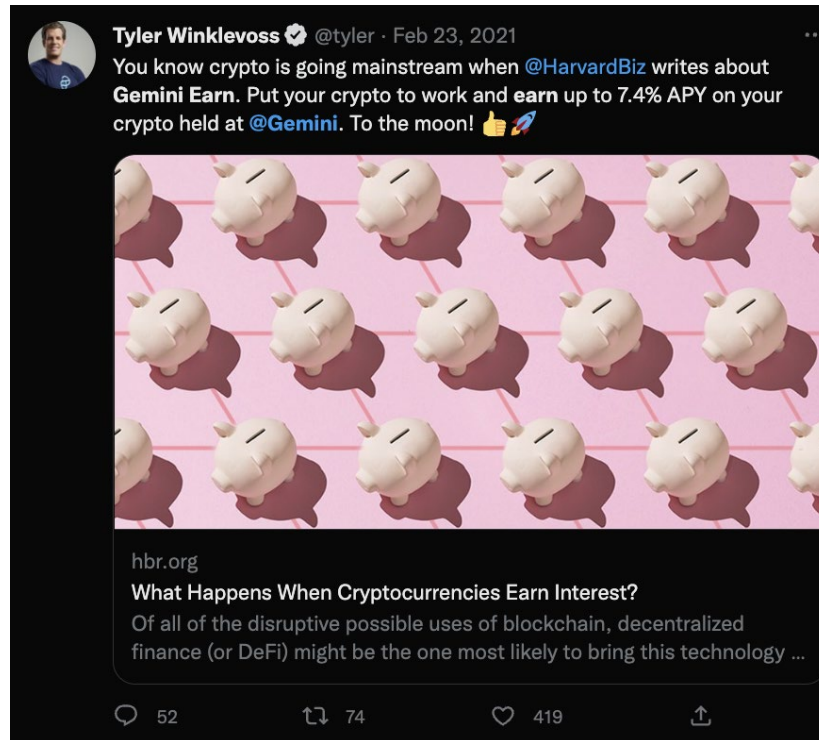 Tyler Winklevoss @tyler · Feb 23, 2021
You know crypto is going mainstream when @HarvardBiz writes about
Gemini Earn. Put your crypto to work and earn up to 7.4% APY on your
crypto held at @Gemini. To the moon! 👍🚀
hbr.org
What Happens When Cryptocurrencies Earn Interest?
Of all of the disruptive possible uses of blockchain, decentralized
finance (or DeFi) might be the one most likely to bring this technology ...
52 74 419